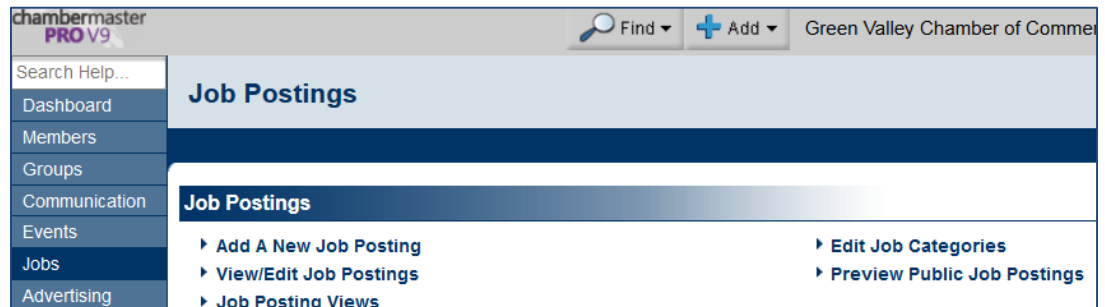 chambermaster
PRO V9
Find
Add
Green Valley Chamber of Commer
Search Help...
Dashboard
Members
Groups
Communication
Events
Jobs
Advertising
Job Postings
Job Postings
Add A New Job Posting
View/Edit Job Postings
Job Posting Views
Edit Job Categories
Preview Public Job Postings